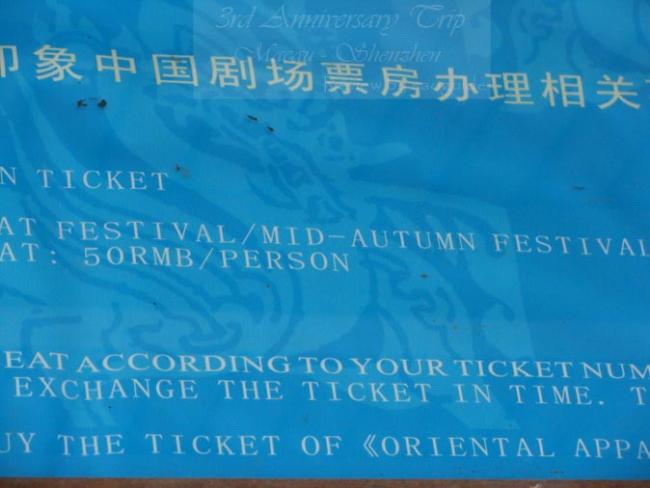 3rd Anniversary Trip
Macau · Shenzhen
印象中国剧场票房办理相关
N TICKET
AT FESTIVAL/MID-AUTUMN FESTIVAL
AT: 50RMB/PERSON
EAT ACCORDING TO YOUR TICKET NUM
EXCHANGE THE TICKET IN TIME. T
UY THE TICKET OF 《ORIENTAL APPA